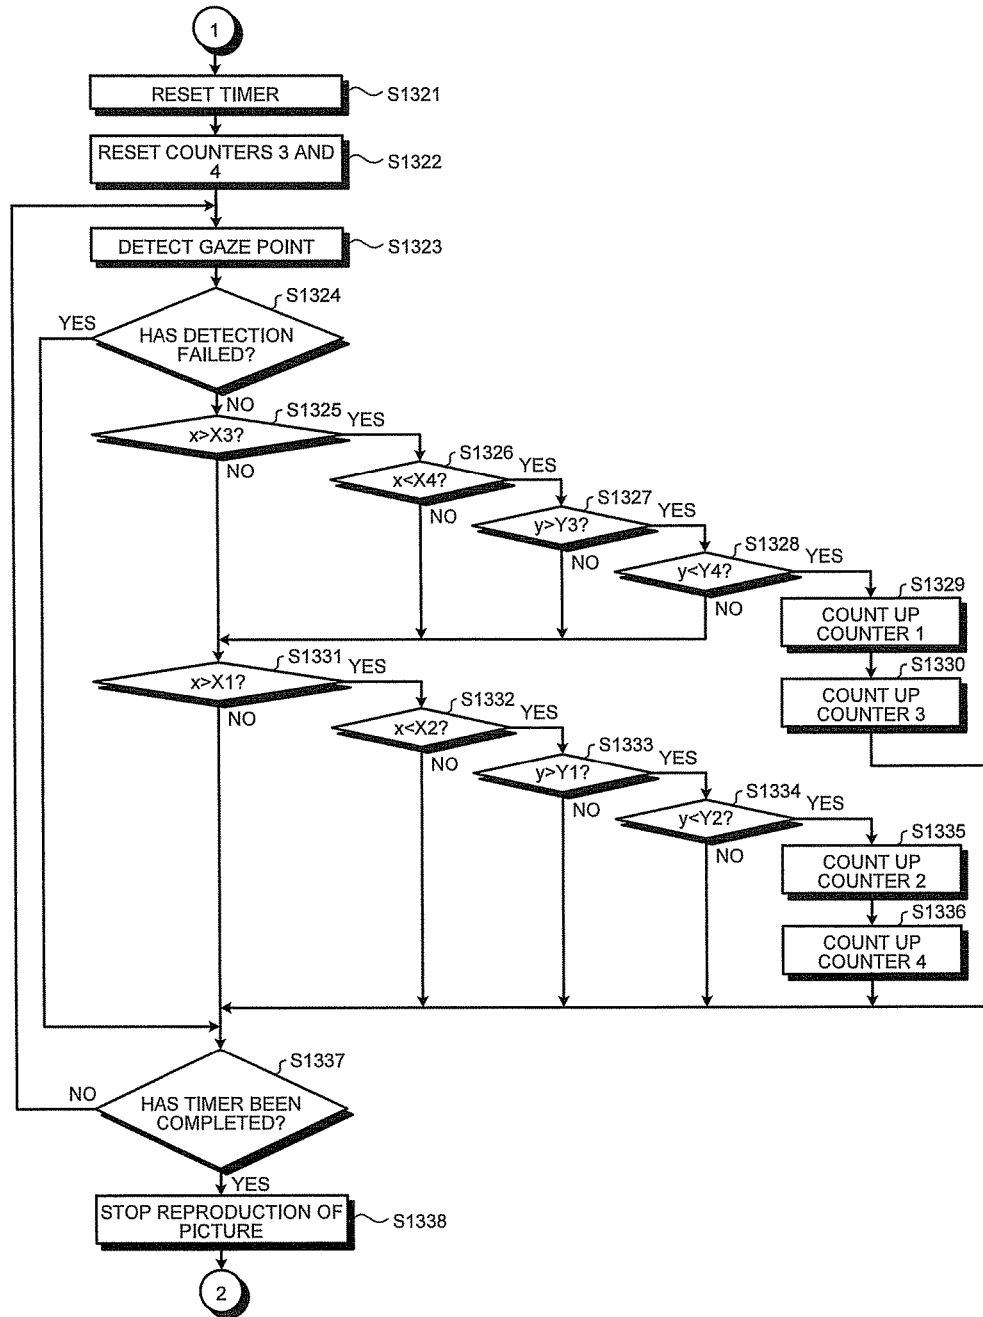 1
RESET TIMER
S1321
RESET COUNTERS 3 AND
4
S1322
DETECT GAZE POINT
S1323
S1324
YES
HAS DETECTION
FAILED?
NO
S1325
x>X3?
YES
NO
S1326
x<X4?
YES
NO
S1327
y>Y3?
YES
NO
S1328
y<Y4?
YES
NO
S1329
COUNT UP
COUNTER 1
S1330
COUNT UP
COUNTER 3
S1331
x>X1?
YES
NO
S1332
x<X2?
YES
NO
S1333
y>Y1?
YES
NO
S1334
y<Y2?
YES
NO
S1335
COUNT UP
COUNTER 2
S1336
COUNT UP
COUNTER 4
S1337
NO
HAS TIMER BEEN
COMPLETED?
YES
STOP REPRODUCTION OF
PICTURE
S1338
2